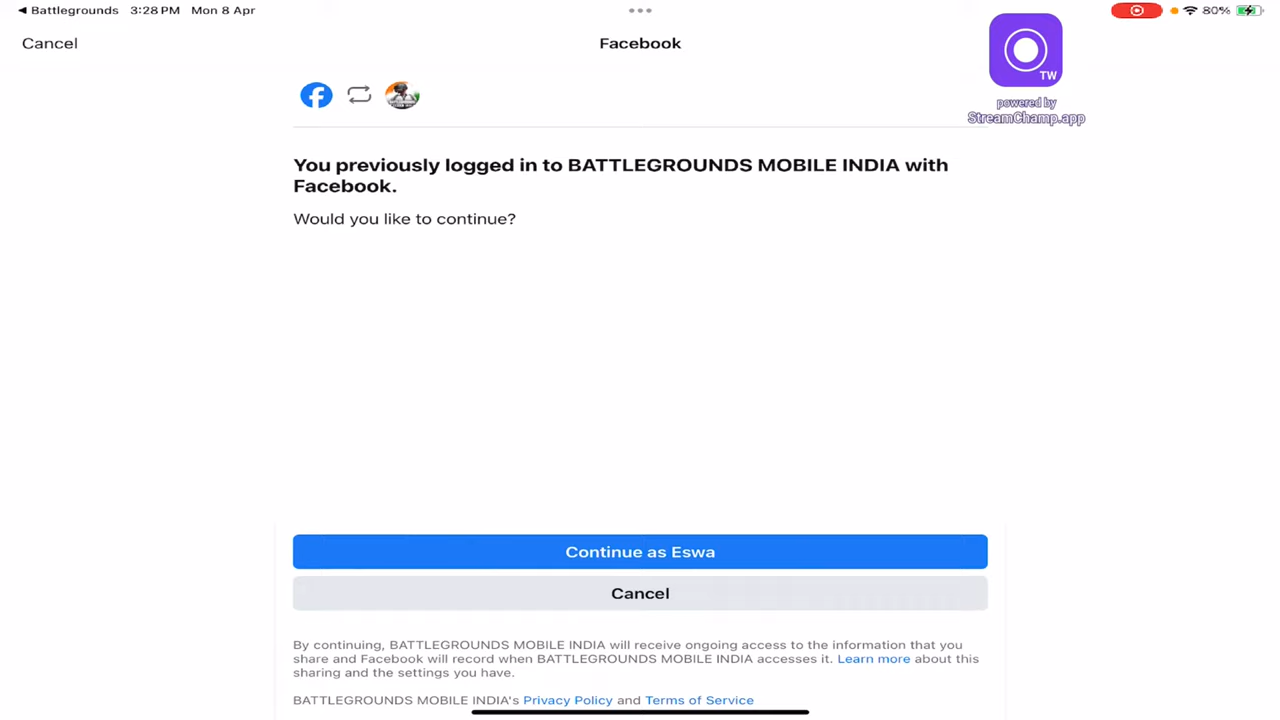 ◀ Battlegrounds 3:28 PM Mon 8 Apr
80%
Cancel
Facebook
TW
powered by
StreamChamp.app
You previously logged in to BATTLEGROUNDS MOBILE INDIA with
Facebook.
Would you like to continue?
Continue as Eswa
Cancel
By continuing, BATTLEGROUNDS MOBILE INDIA will receive ongoing access to the information that you
share and Facebook will record when BATTLEGROUNDS MOBILE INDIA accesses it. Learn more about this
sharing and the settings you have.
BATTLEGROUNDS MOBILE INDIA's Privacy Policy and Terms of Service